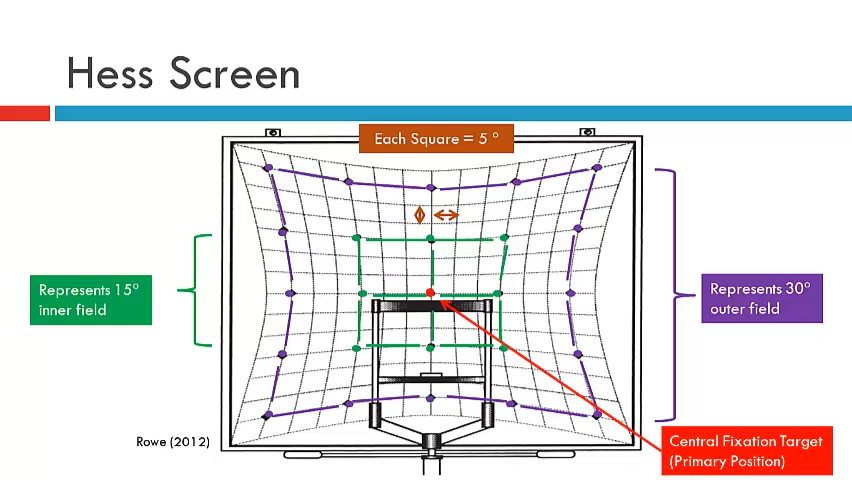 Hess Screen
Each Square = 5 °
Represents 15°
inner field
Represents 30°
outer field
Rowe (2012)
Central Fixation Target
(Primary Position)